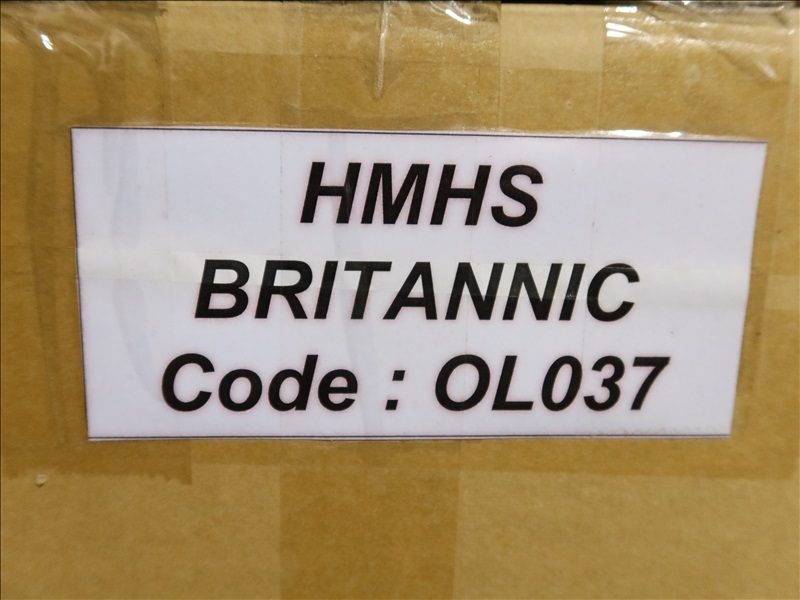 HMHS
BRITANNIC
Code : OL037